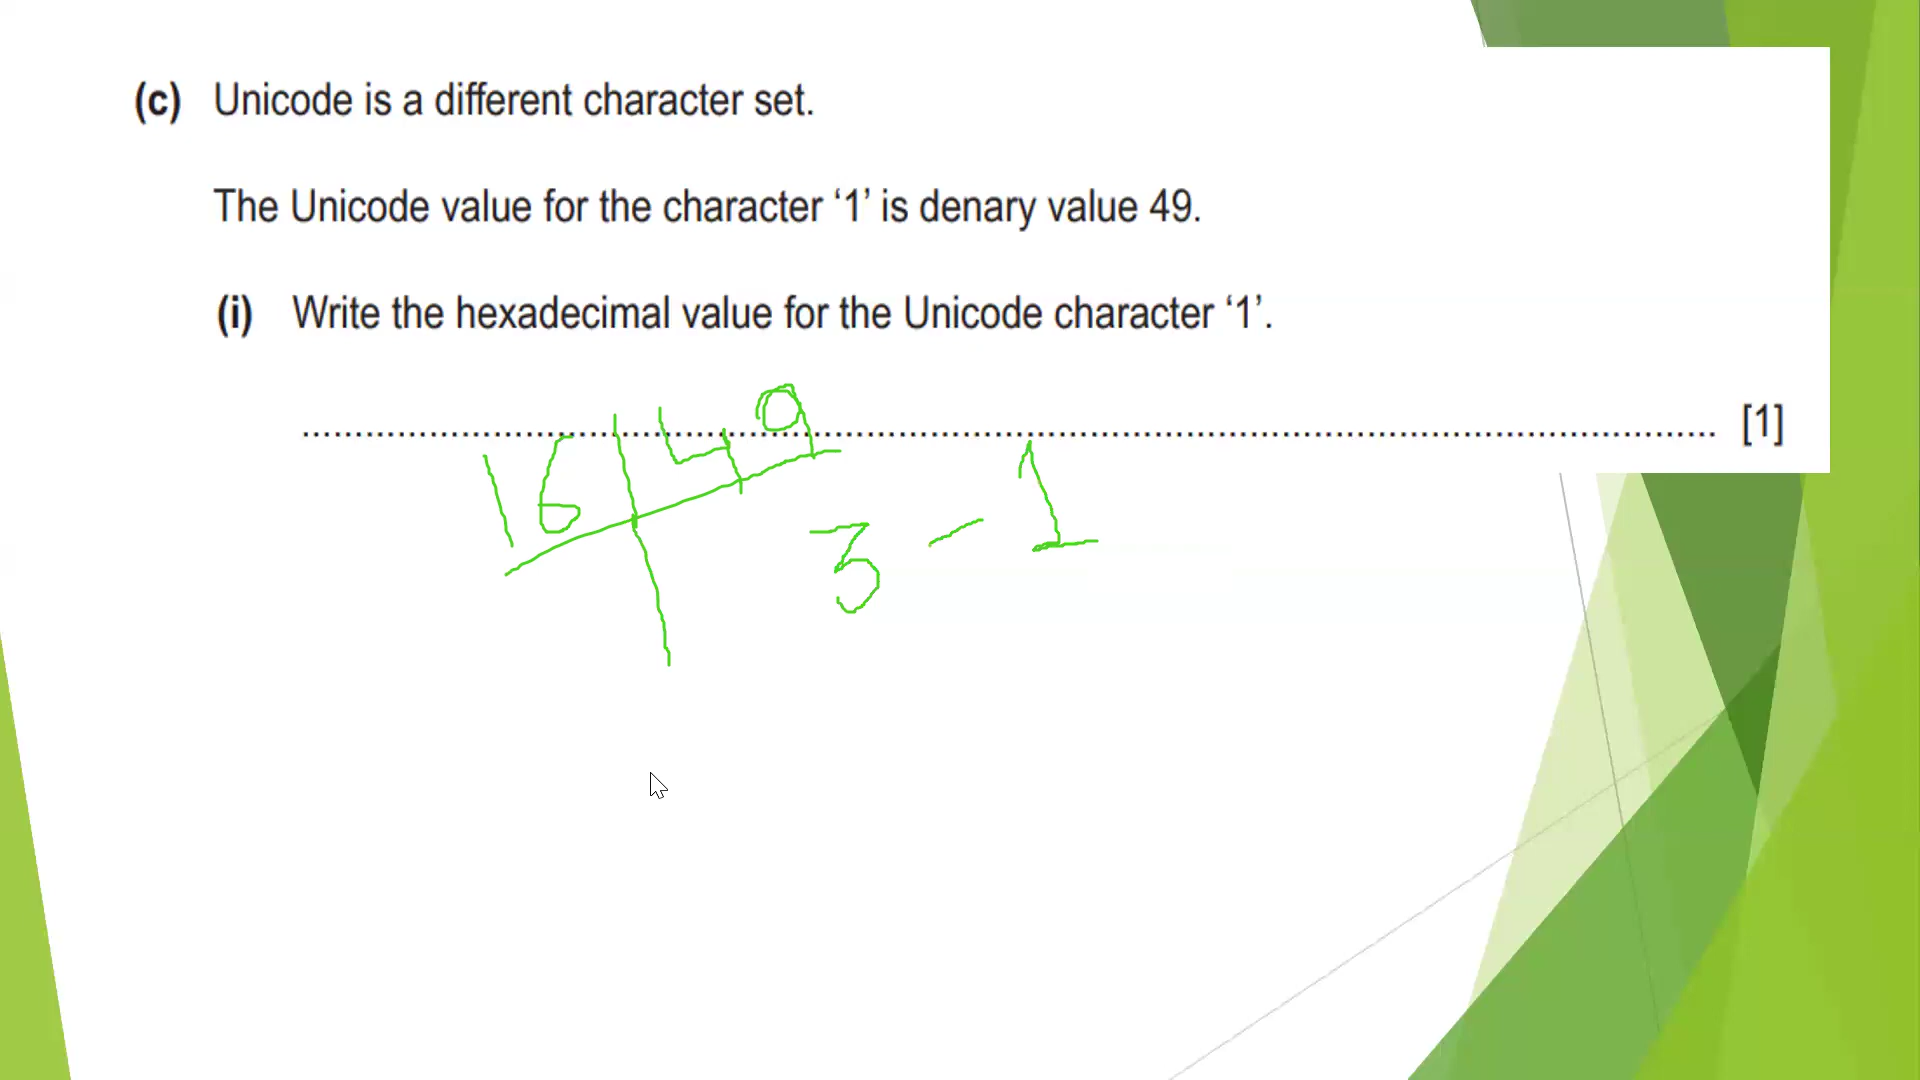 (c) Unicode is a different character set.
The Unicode value for the character ‘1’ is denary value 49.
(i) Write the hexadecimal value for the Unicode character ‘1’.
.................................................................................................................................... [1]
16 49
3 - 1